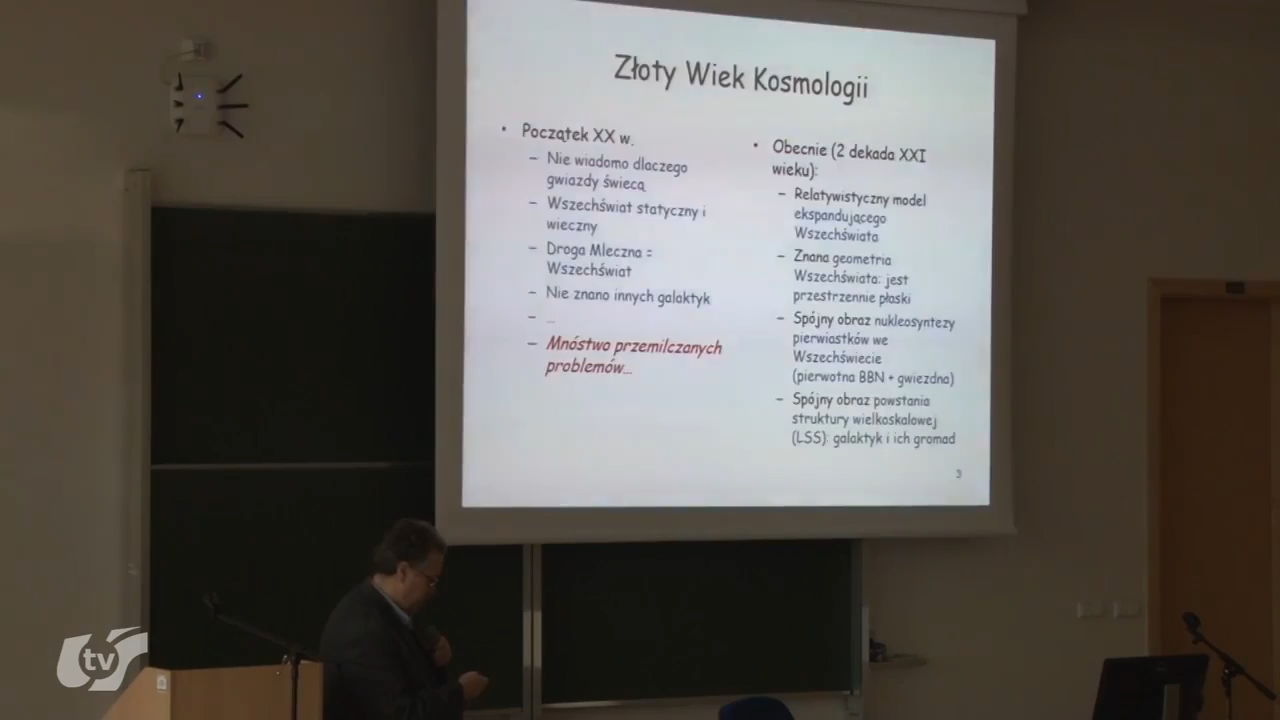 Złoty Wiek Kosmologii
• Początek XX w.
– Nie wiadomo dlaczego
gwiazdy świecą
– Wszechświat statyczny i
wieczny
– Droga Mleczna =
Wszechświat
– Nie znano innych galaktyk
– …
– Mnóstwo przemilczanych
problemów…
• Obecnie (2 dekada XXI
wieku):
– Relatywistyczny model
ekspandującego
Wszechświata
– Znana geometria
Wszechświata: jest
przestrzennie płaski
– Spójny obraz nukleosyntezy
pierwiastków we
Wszechświecie
(pierwotna BBN + gwiezdna)
– Spójny obraz powstania
struktury wielkoskalowej
(LSS): galaktyk i ich gromad
3
tv